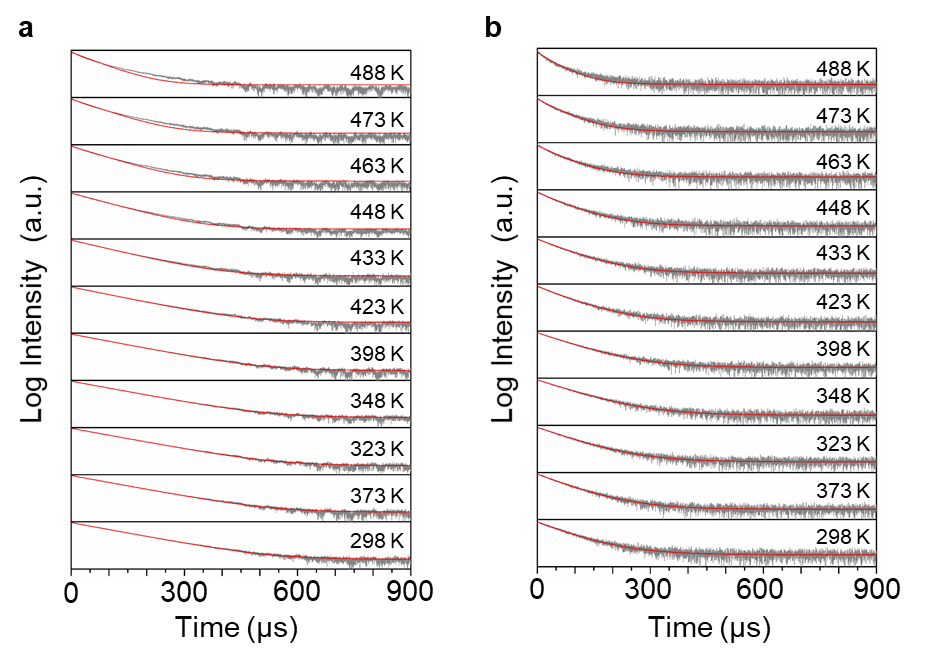 a
488 K
473 K
463 K
448 K
433 K
423 K
398 K
348 K
323 K
373 K
298 K
0 300 600 900
Time (μs)
Log Intensity (a.u.)
b
488 K
473 K
463 K
448 K
433 K
423 K
398 K
348 K
323 K
373 K
298 K
0 300 600 900
Time (μs)
Log Intensity (a.u.)